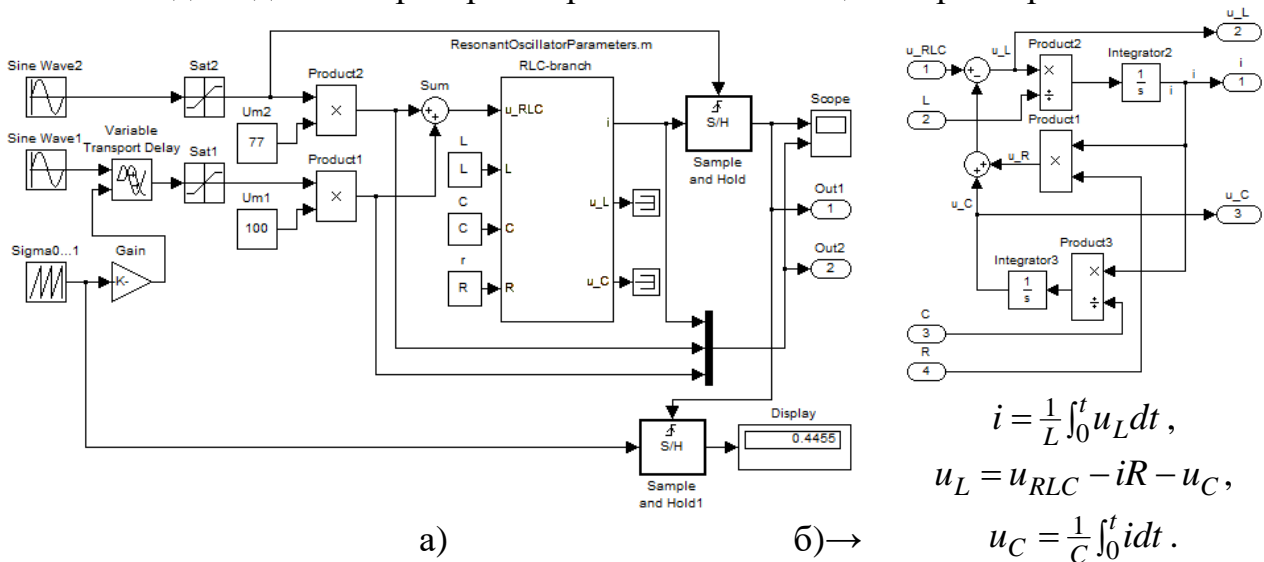 ResonantOscillatorParameters.m
RLC-branch
Sine Wave2
Sat2
Product2
×
Um2
77
Sum
+
+
u_RLC
i
L
L
L
u_L
C
C
C
r
R
R
u_C
S/H
Sample
and Hold
Scope
Out1
1
Out2
2
Sine Wave1
Variable
Transport Delay
Sat1
Product1
×
Um1
100
Sigma0...1
Gain
-K-
S/H
Sample
and Hold1
Display
0.4455
а)
б)→
u_L
2
u_RLC
1
+
-
u_L
Product2
×
÷
Integrator2
1
s
i
i
i
1
L
2
Product1
×
u_R
+
+
u_C
u_C
3
Product3
×
÷
Integrator3
1
s
C
3
R
4
i = 1/L ∫₀ᵗ u_L dt ,
u_L = u_RLC − iR − u_C ,
u_C = 1/C ∫₀ᵗ idt .